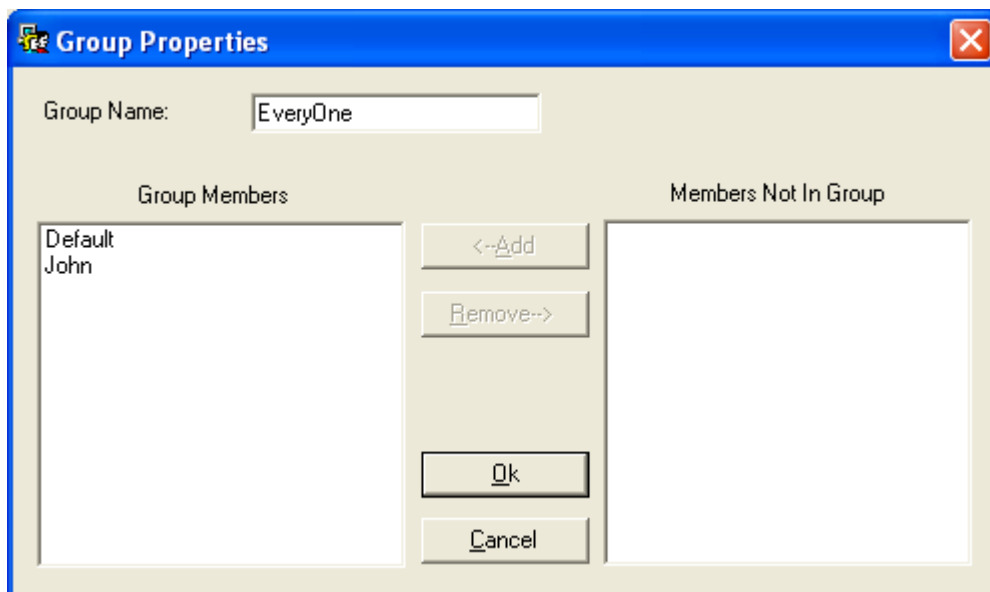 Group Properties
Group Name: EveryOne
Group Members
Members Not In Group
Default
John
<--Add
Remove-->
Ok
Cancel